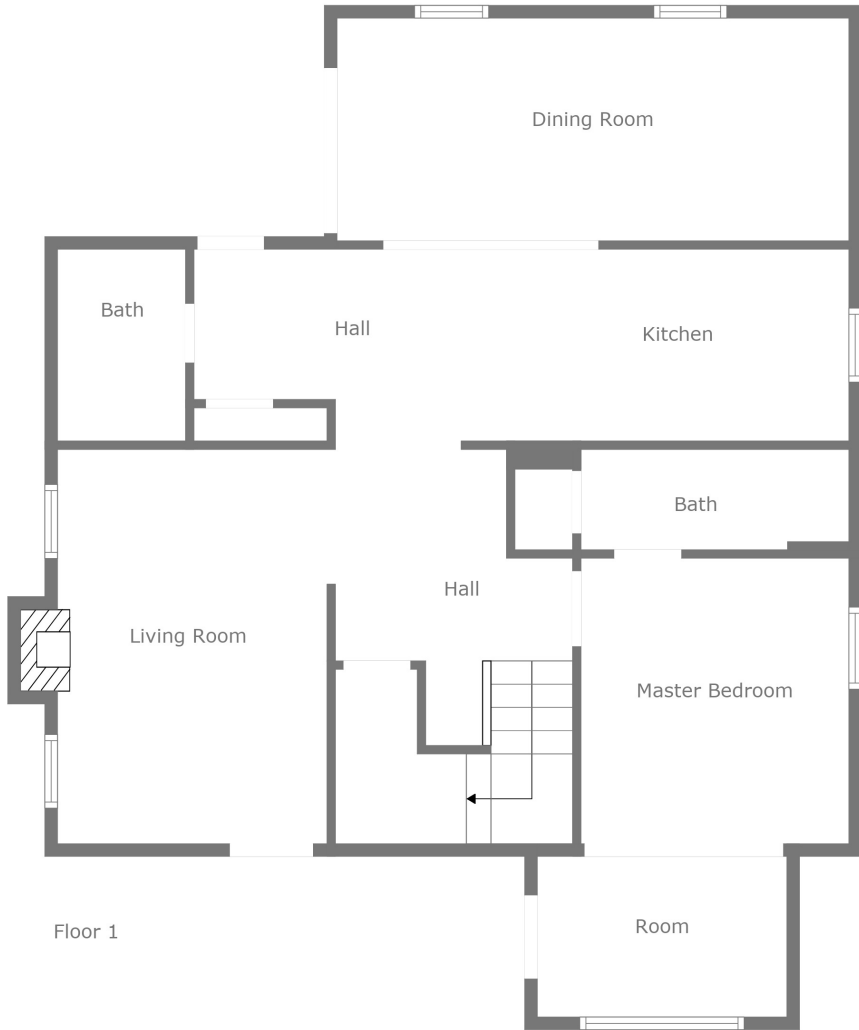 Dining Room
Bath
Hall
Kitchen
Bath
Hall
Living Room
Master Bedroom
Room
Floor 1